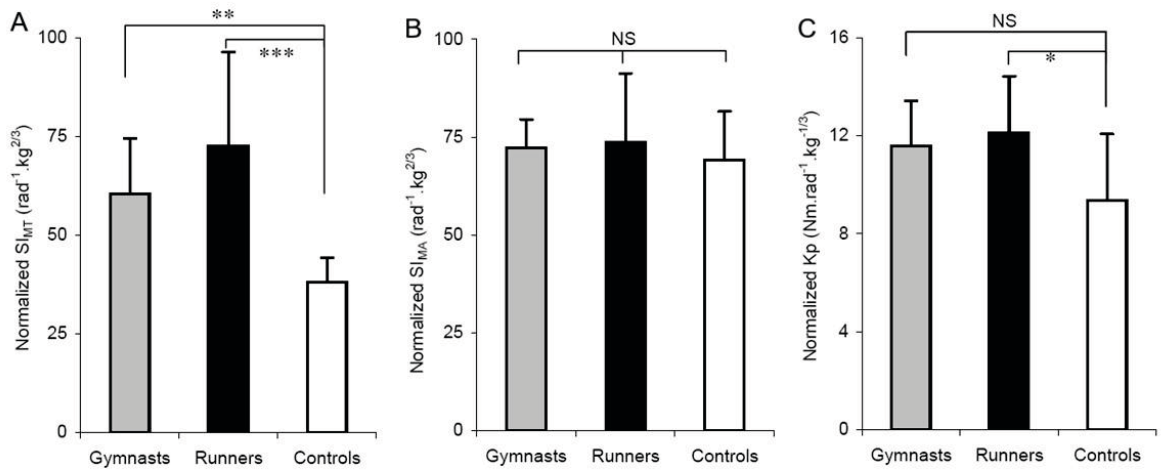 A
**
***
100
75
50
25
0
Normalized SI_MT (rad⁻¹.kg^2/3)
Gymnasts Runners Controls
B
NS
100
75
50
25
0
Normalized SI_MA (rad⁻¹.kg^2/3)
Gymnasts Runners Controls
C
NS
*
16
12
8
4
0
Normalized Kp (Nm.rad⁻¹.kg^-1/3)
Gymnasts Runners Controls